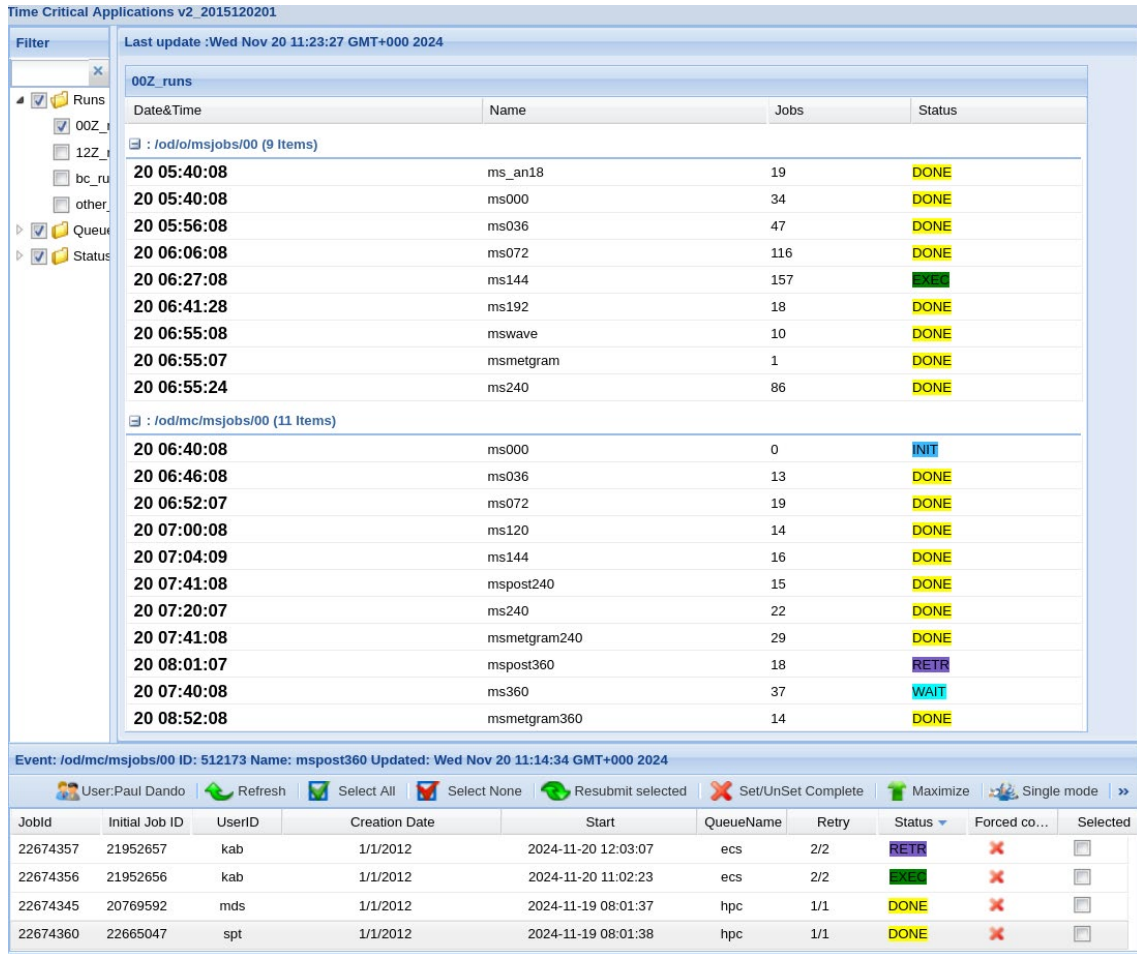 Time Critical Applications v2_2015120201
Filter
Runs
00Z_r
12Z_r
bc_ru
other_
Queue
Status
Last update :Wed Nov 20 11:23:27 GMT+000 2024
00Z_runs
Date&Time Name Jobs Status
: /od/o/msjobs/00 (9 Items)
20 05:40:08 ms_an18 19 DONE
20 05:40:08 ms000 34 DONE
20 05:56:08 ms036 47 DONE
20 06:06:08 ms072 116 DONE
20 06:27:08 ms144 157 EXEC
20 06:41:28 ms192 18 DONE
20 06:55:08 mswave 10 DONE
20 06:55:07 msmetgram 1 DONE
20 06:55:24 ms240 86 DONE
: /od/mc/msjobs/00 (11 Items)
20 06:40:08 ms000 0 INIT
20 06:46:08 ms036 13 DONE
20 06:52:07 ms072 19 DONE
20 07:00:08 ms120 14 DONE
20 07:04:09 ms144 16 DONE
20 07:41:08 mspost240 15 DONE
20 07:20:07 ms240 22 DONE
20 07:41:08 msmetgram240 29 DONE
20 08:01:07 mspost360 18 RETR
20 07:40:08 ms360 37 WAIT
20 08:52:08 msmetgram360 14 DONE
Event: /od/mc/msjobs/00 ID: 512173 Name: mspost360 Updated: Wed Nov 20 11:14:34 GMT+000 2024
User:Paul Dando Refresh Select All Select None Resubmit selected Set/UnSet Complete Maximize Single mode »
JobId Initial Job ID UserID Creation Date Start QueueName Retry Status Forced co... Selected
22674357 21952657 kab 1/1/2012 2024-11-20 12:03:07 ecs 2/2 RETR
22674356 21952656 kab 1/1/2012 2024-11-20 11:02:23 ecs 2/2 EXEC
22674345 20769592 mds 1/1/2012 2024-11-19 08:01:37 hpc 1/1 DONE
22674360 22665047 spt 1/1/2012 2024-11-19 08:01:38 hpc 1/1 DONE